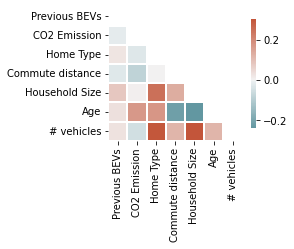 Previous BEVs
CO2 Emission
Home Type
Commute distance
Household Size
Age
# vehicles
0.2
0.0
−0.2
Previous BEVs
CO2 Emission
Home Type
Commute distance
Household Size
Age
# vehicles